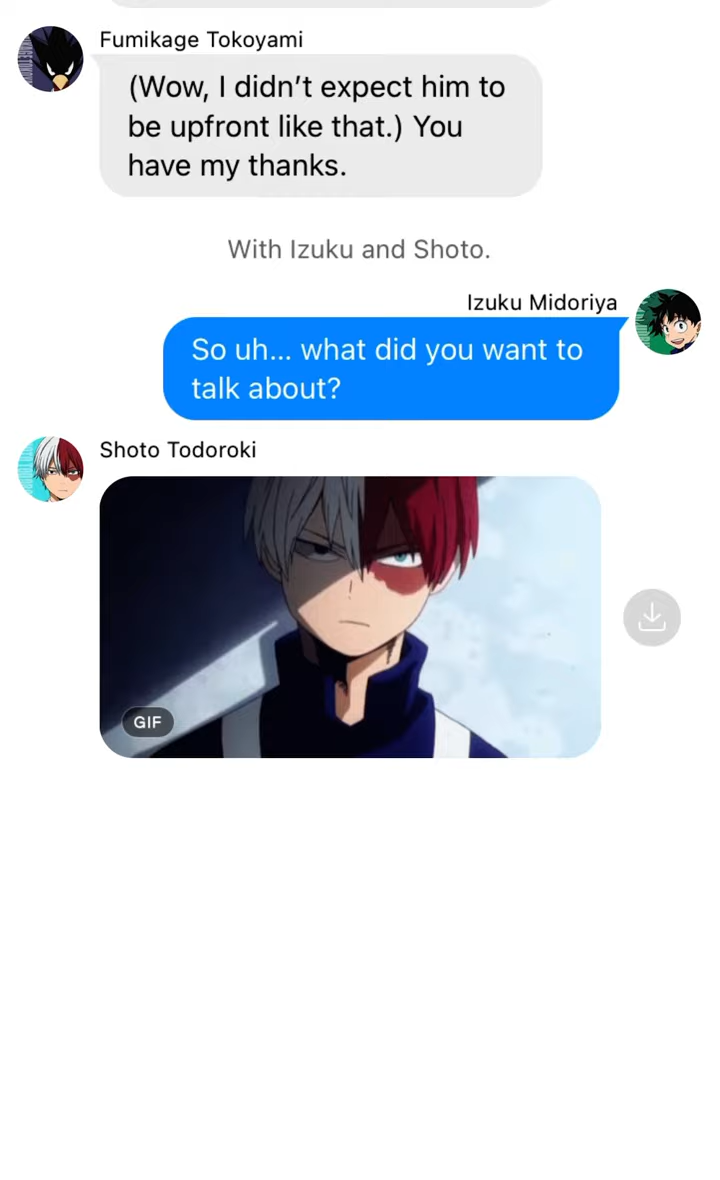 Fumikage Tokoyami
(Wow, I didn’t expect him to
be upfront like that.) You
have my thanks.
With Izuku and Shoto.
Izuku Midoriya
So uh... what did you want to
talk about?
Shoto Todoroki
GIF